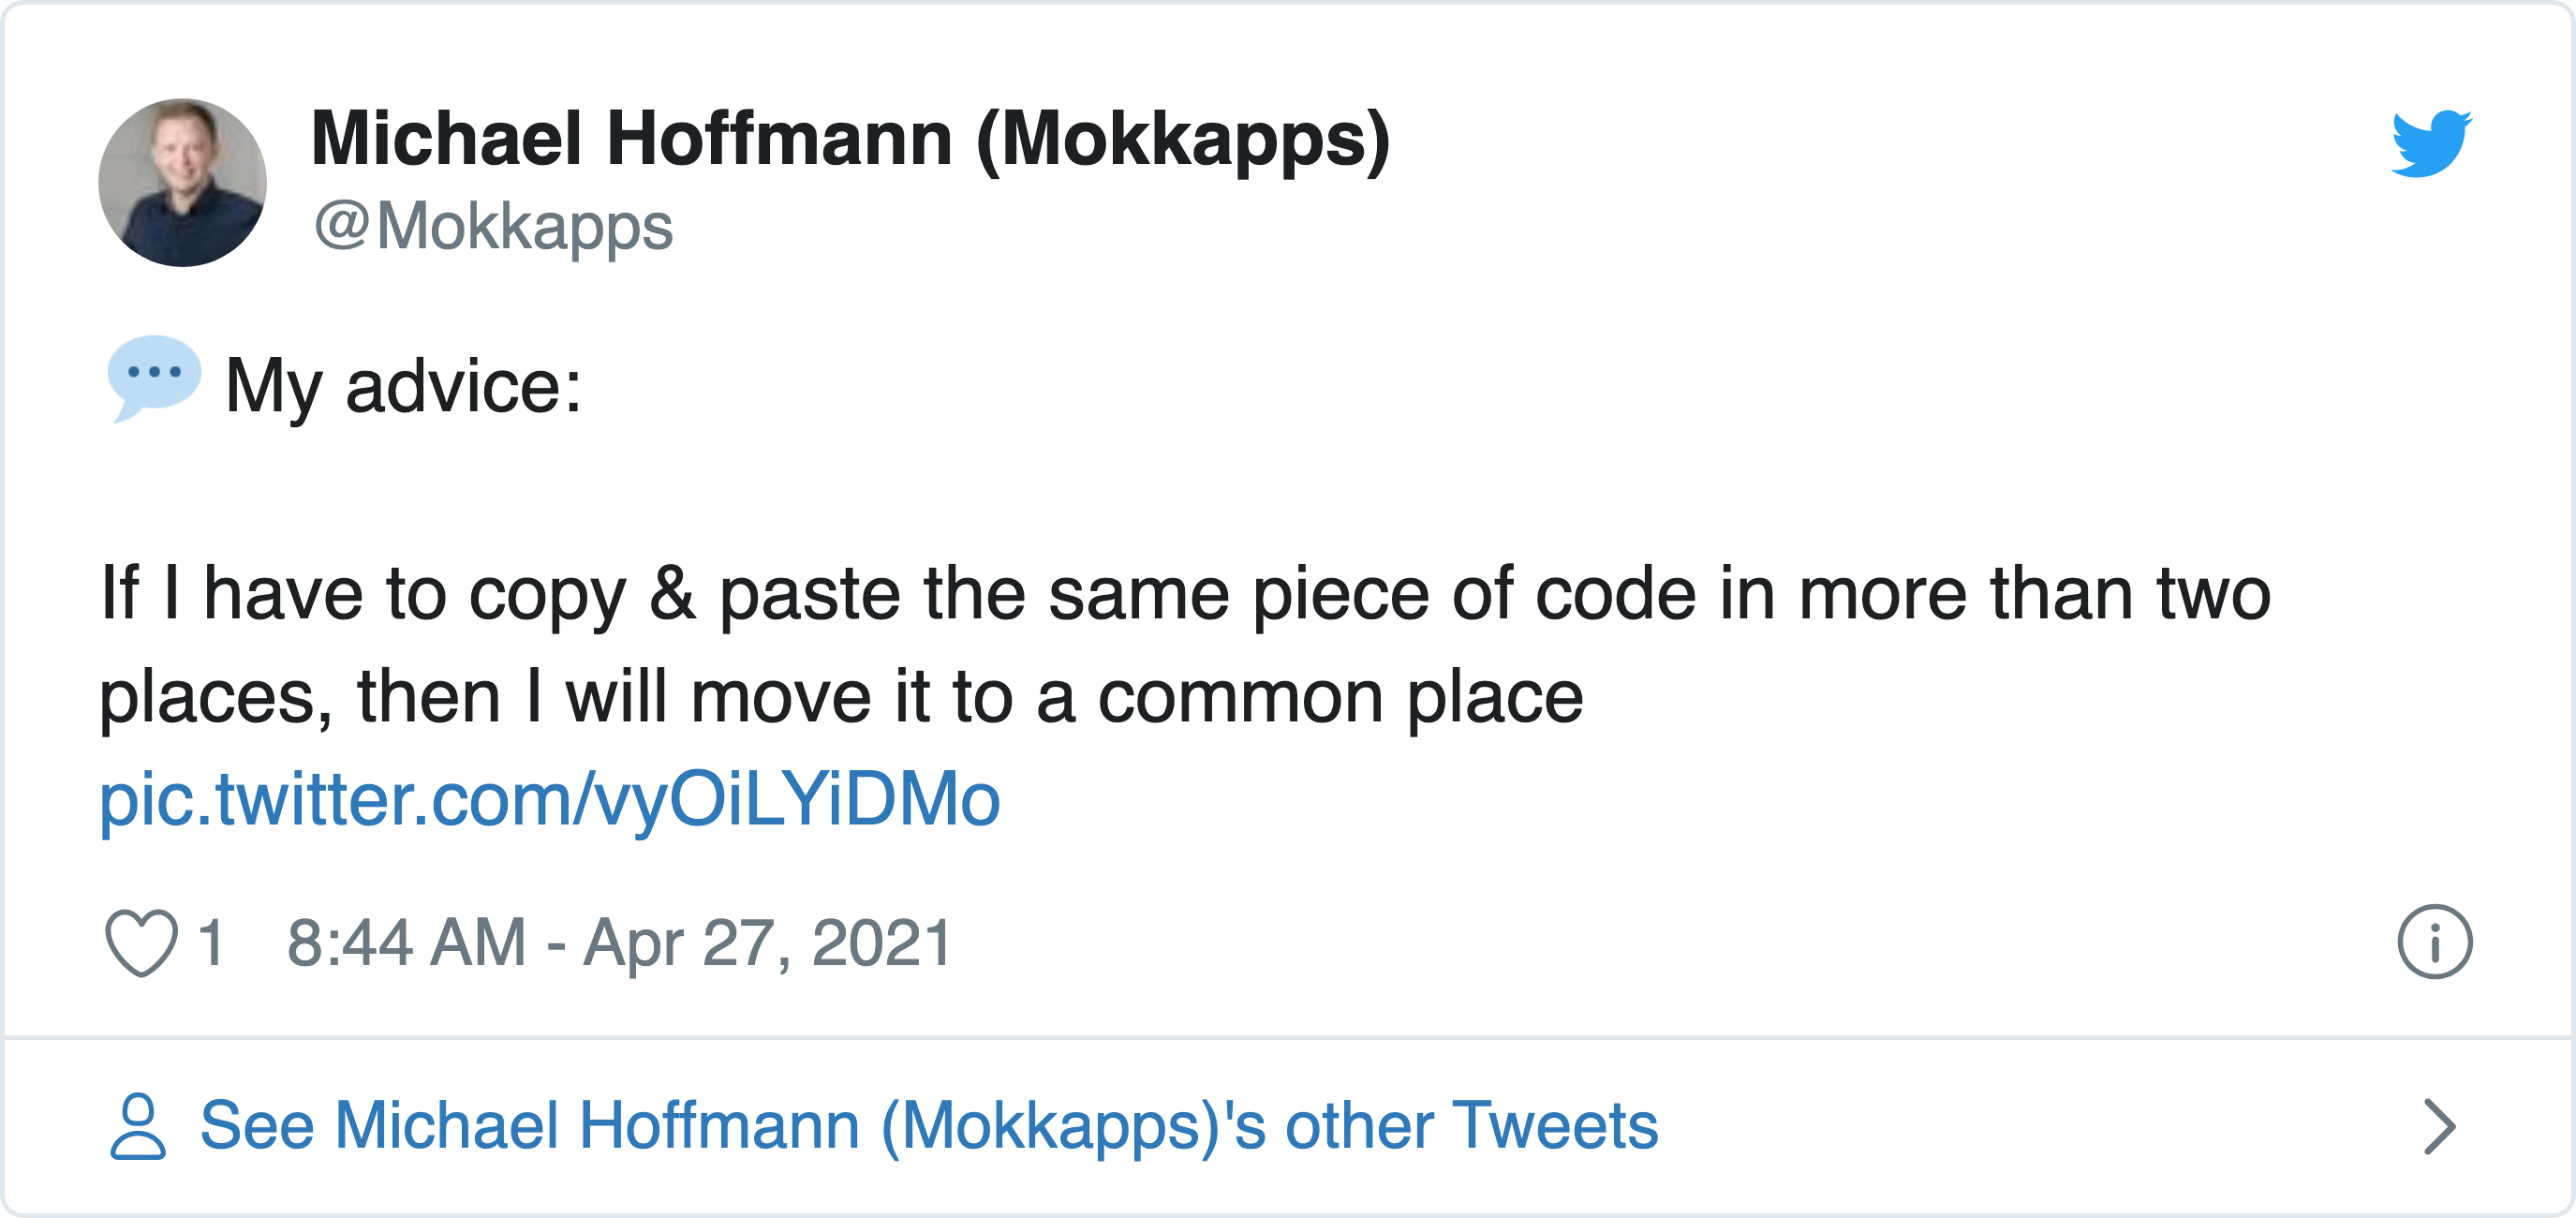 Michael Hoffmann (Mokkapps)
@Mokkapps
💬 My advice:
If I have to copy & paste the same piece of code in more than two
places, then I will move it to a common place
pic.twitter.com/vyOiLYiDMo
1 8:44 AM - Apr 27, 2021
See Michael Hoffmann (Mokkapps)'s other Tweets